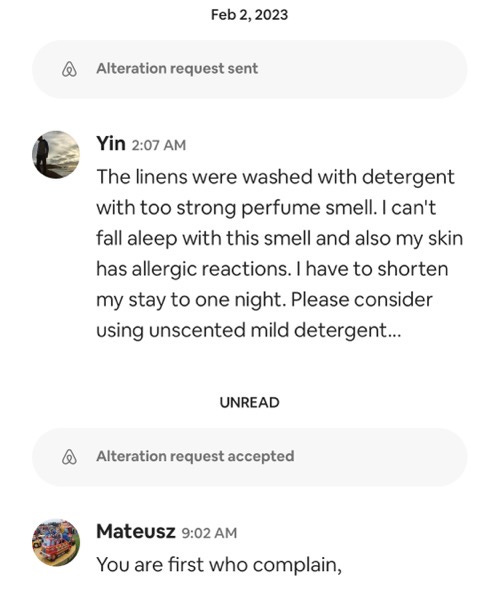 Feb 2, 2023
Alteration request sent
Yin 2:07 AM
The linens were washed with detergent
with too strong perfume smell. I can't
fall aleep with this smell and also my skin
has allergic reactions. I have to shorten
my stay to one night. Please consider
using unscented mild detergent...
UNREAD
Alteration request accepted
Mateusz 9:02 AM
You are first who complain,